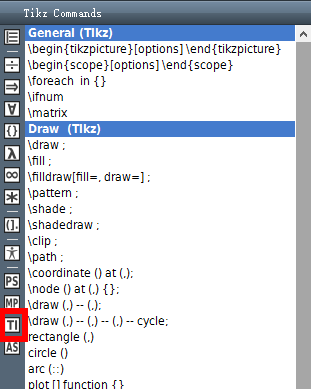 Tikz Commands
General (TIkz)
\begin{tikzpicture}[options] \end{tikzpicture}
\begin{scope}[options] \end{scope}
\foreach  in {}
\ifnum
\matrix
Draw  (TIkz)
\draw ;
\fill ;
\filldraw[fill=, draw=] ;
\pattern ;
\shade ;
\shadedraw ;
\clip ;
\path ;
\coordinate () at (,);
\node () at (,) {};
\draw (,) -- (,);
\draw (,) -- (,) -- (,) -- cycle;
rectangle (,)
circle ()
arc (::)
plot [] function {}
÷
⇒
∀
{}
λ
∞
*
(].
PS
MP
TI
AS